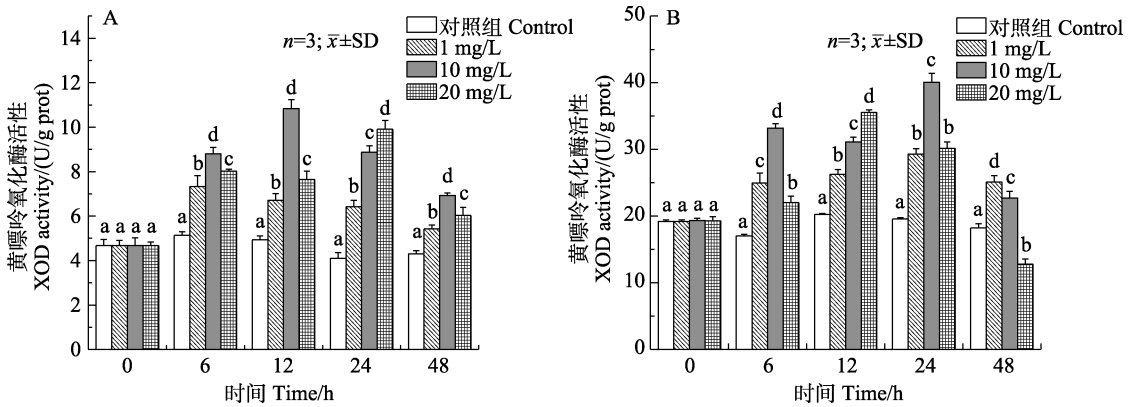 A
n=3; x̅±SD
对照组 Control
1 mg/L
10 mg/L
20 mg/L
黄嘌呤氧化酶活性
XOD activity/(U/g prot)
14
12
10
8
6
4
2
0
a a a a
a b d c
a b d c
a b c d
a b d c
0 6 12 24 48
时间 Time/h
B
n=3; x̅±SD
对照组 Control
1 mg/L
10 mg/L
20 mg/L
黄嘌呤氧化酶活性
XOD activity/(U/g prot)
50
40
30
20
10
0
a a a a
a c d b
a b c d
a b c b
a d c b
0 6 12 24 48
时间 Time/h